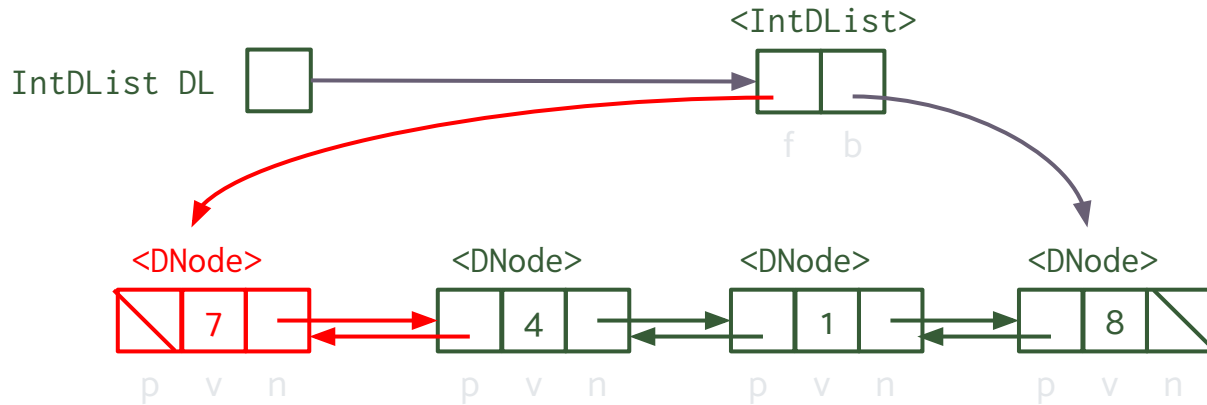 <IntDList>
IntDList DL
f b
<DNode> <DNode> <DNode> <DNode>
7 4 1 8
p v n p v n p v n p v n